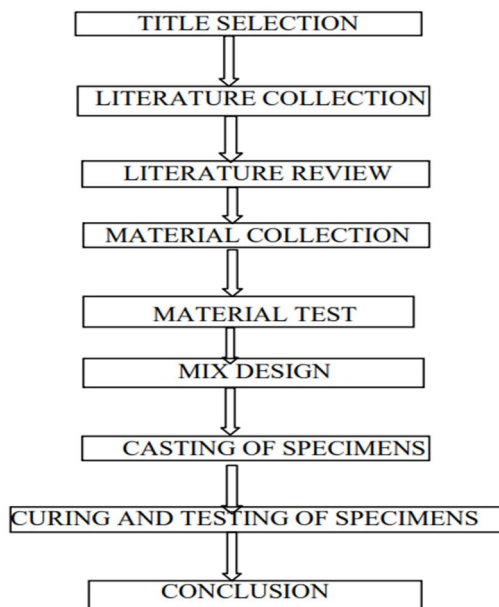 TITLE SELECTION
LITERATURE COLLECTION
LITERATURE REVIEW
MATERIAL COLLECTION
MATERIAL TEST
MIX DESIGN
CASTING OF SPECIMENS
CURING AND TESTING OF SPECIMENS
CONCLUSION